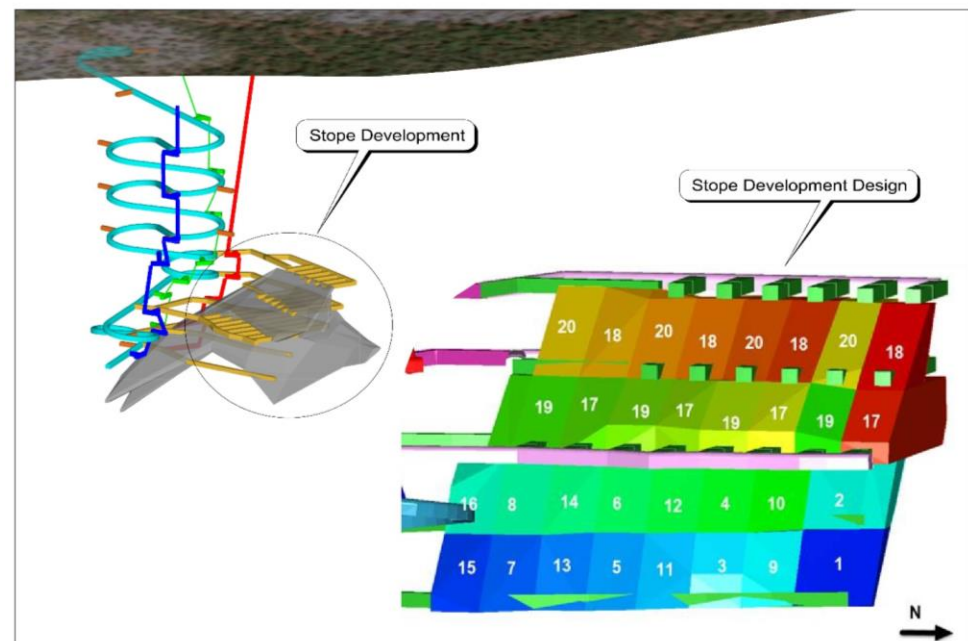 Stope Development
Stope Development Design
20 18 20 18 20 18 20 18
19 17 19 17 19 17 19 17
16 8 14 6 12 4 10 2
15 7 13 5 11 3 9 1
N